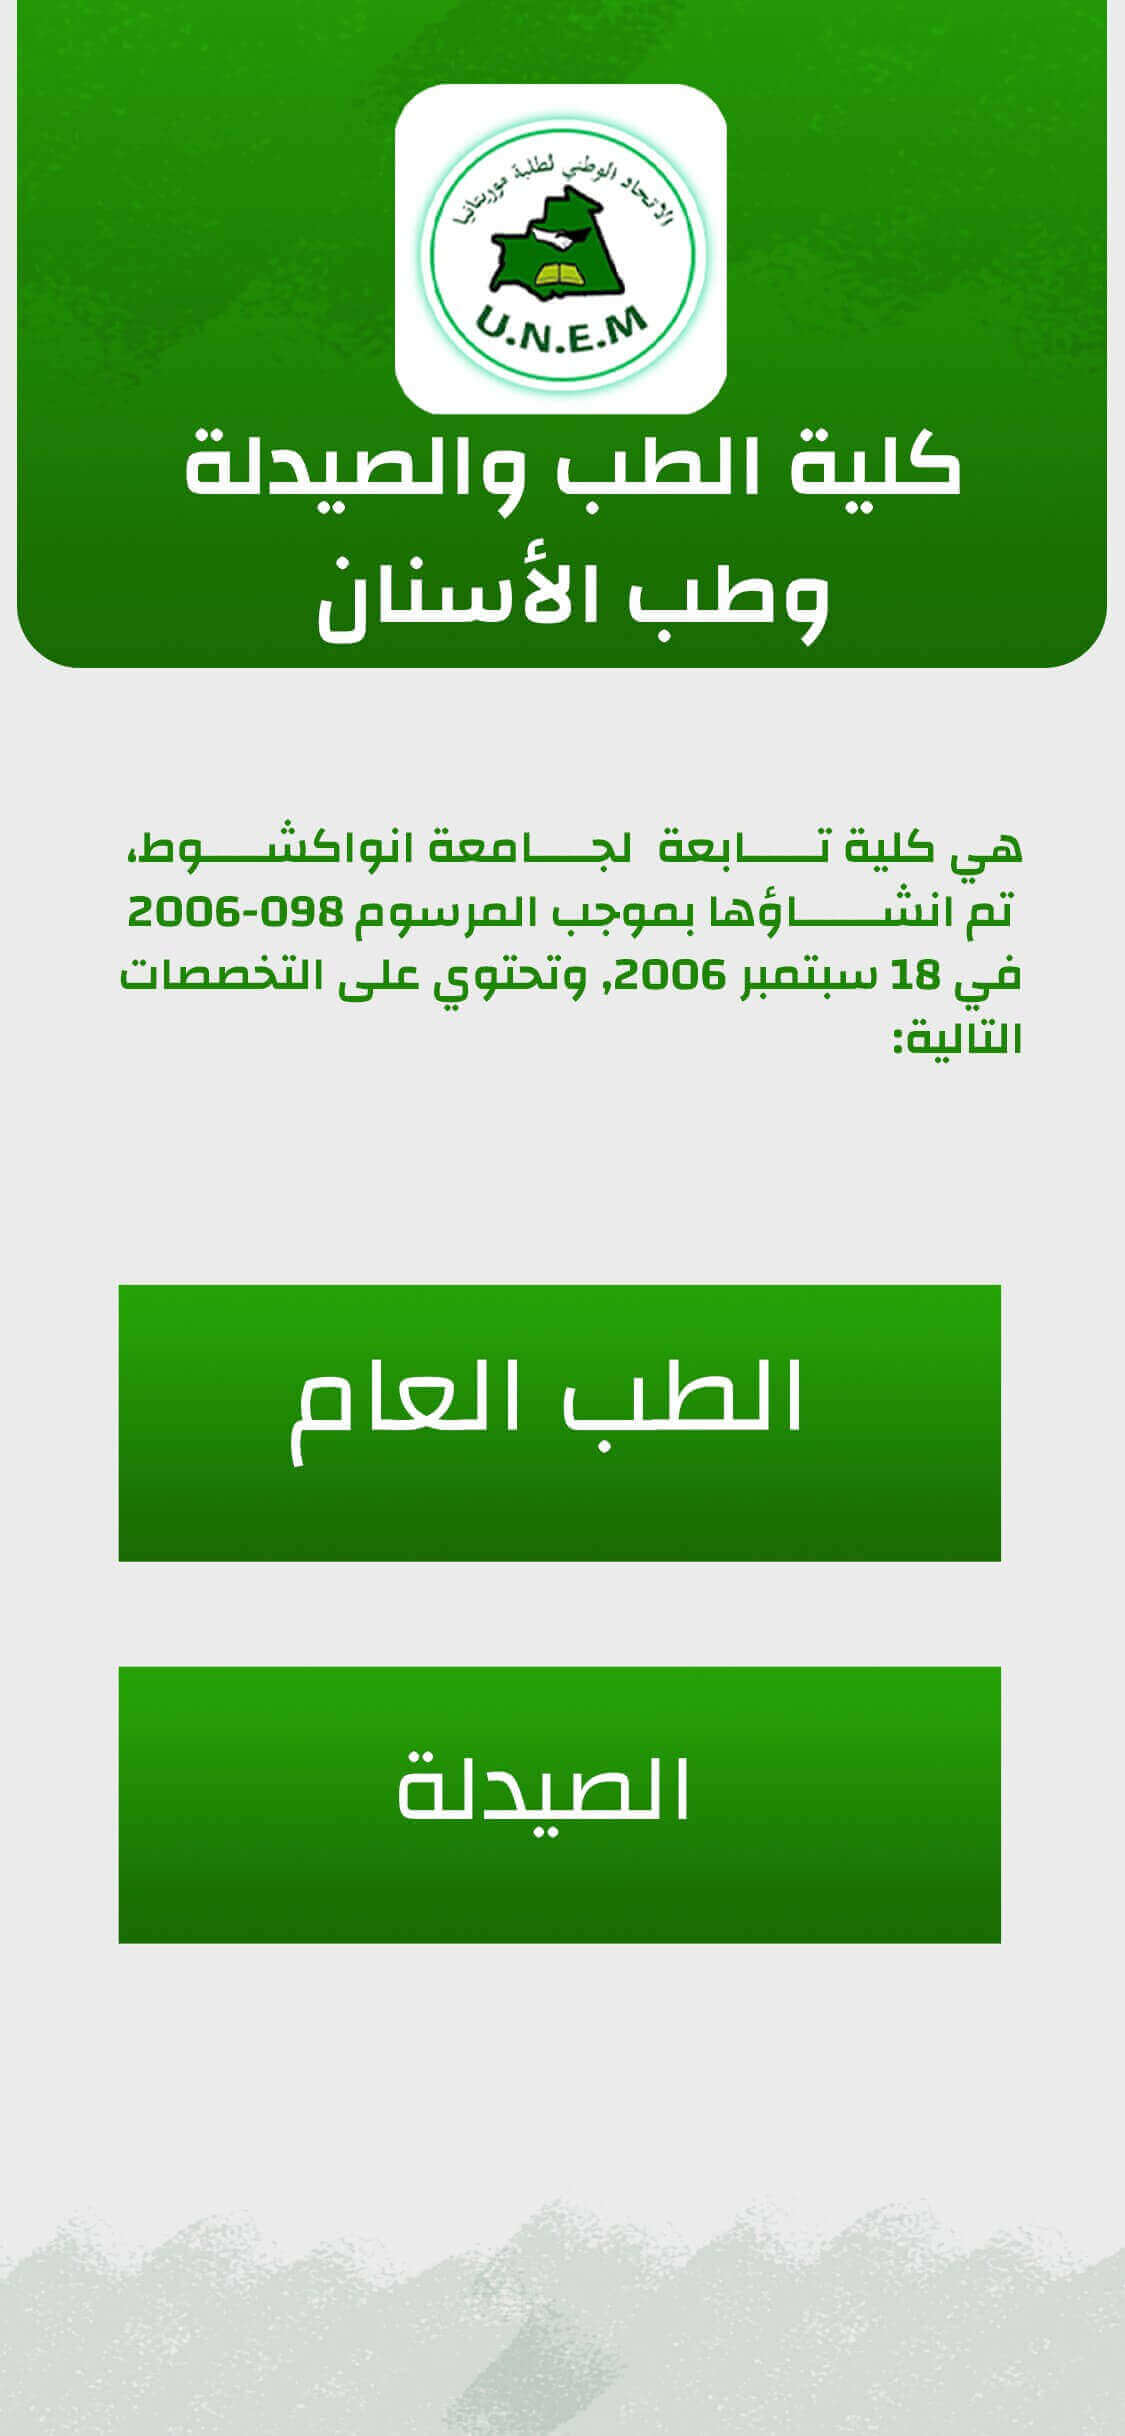 الاتحاد الوطني لطلبة موريتانيا
U.N.E.M
كلية الطب والصيدلة
وطب الأسنان
هي كلية تـــابعة لجـــامعة انواكشـــوط،
تم انشـــاؤها بموجب المرسوم 098-2006
في 18 سبتمبر 2006, وتحتوي على التخصصات
التالية:
الطب العام
الصيدلة